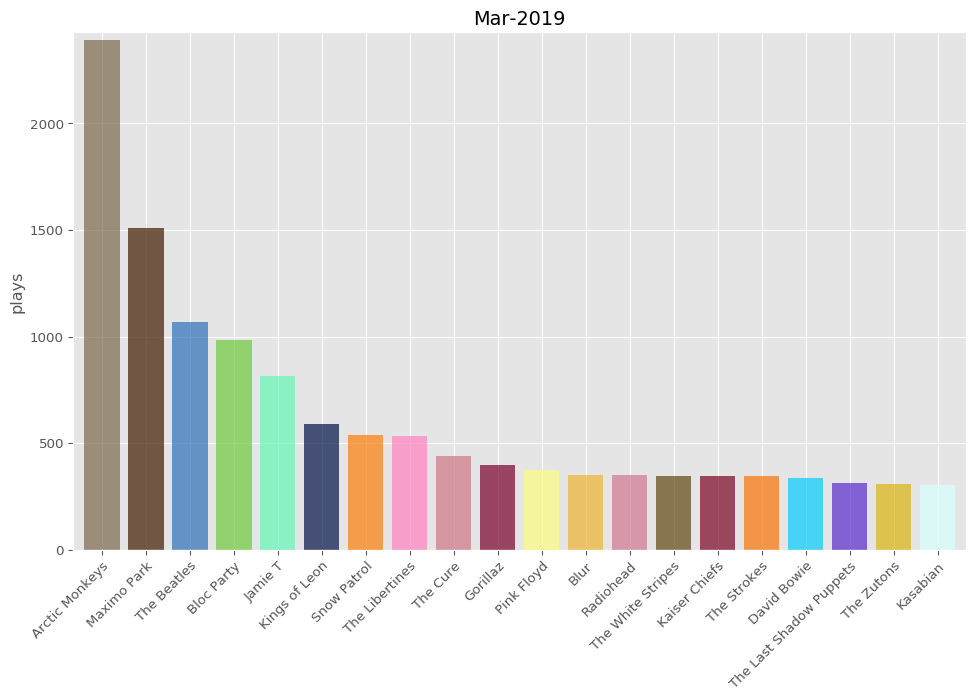 Mar-2019
plays
2000
1500
1000
500
0
Arctic Monkeys
Maximo Park
The Beatles
Bloc Party
Jamie T
Kings of Leon
Snow Patrol
The Libertines
The Cure
Gorillaz
Pink Floyd
Blur
Radiohead
The White Stripes
Kaiser Chiefs
The Strokes
David Bowie
The Last Shadow Puppets
The Zutons
Kasabian